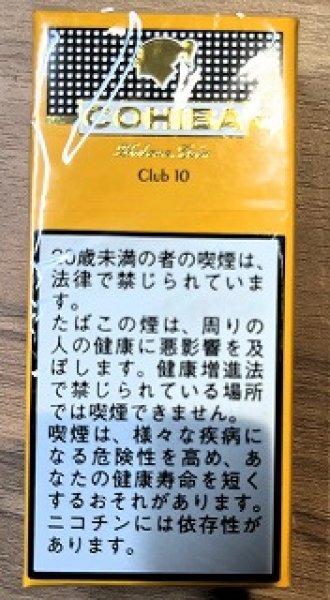 COHIBA
Habana, Cuba
Club 10
20歳未満の者の喫煙は、
法律で禁じられていま
す。
たばこの煙は、周りの
人の健康に悪影響を及
ぼします。健康増進法
で禁じられている場所
では喫煙できません。
喫煙は、様々な疾病に
なる危険性を高め、あ
なたの健康寿命を短く
するおそれがあります。
ニコチンには依存性が
あります。